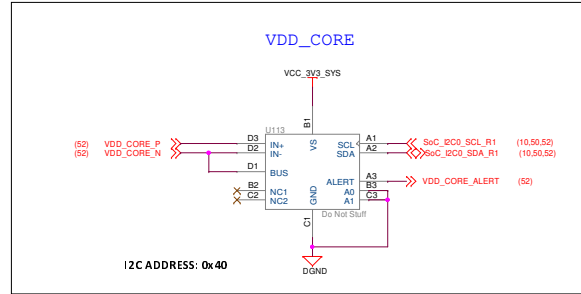 VDD_CORE
VCC_3V3_SYS
U113
B1
VS
(52) VDD_CORE_P D3 IN+ SCL A1 SoC_I2C0_SCL_R1 (10,50,52)
(52) VDD_CORE_N D2 IN- SDA A2 SoC_I2C0_SDA_R1 (10,50,52)
D1 BUS
ALERT A3 VDD_CORE_ALERT (52)
B2 NC1 A0 B3
C2 NC2 A1 C3
GND
C1
Do Not Stuff
DGND
I2C ADDRESS: 0x40